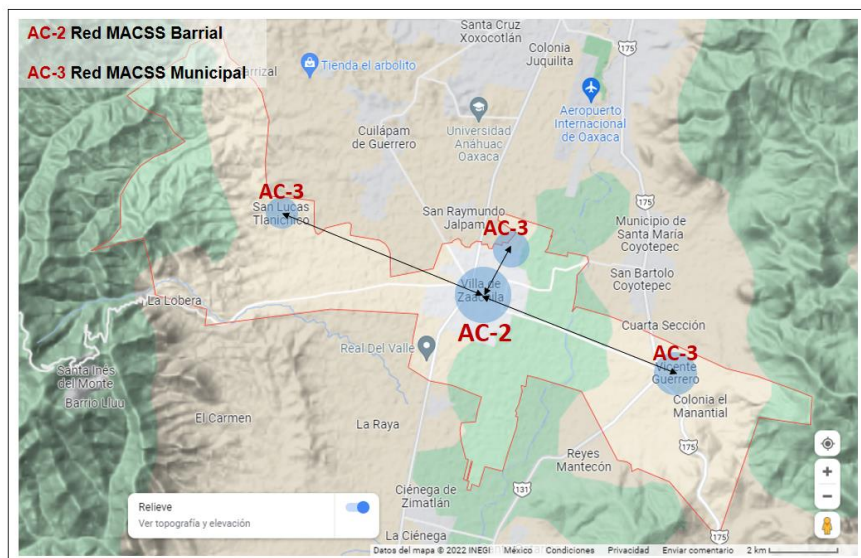 AC-2 Red MACSS Barrial
AC-3 Red MACSS Municipal
Santa Cruz
Xoxocotlán
Colonia
Juquilita
175
Tienda el arbolito
Aeropuerto
Internacional
de Oaxaca
Cuilápam
de Guerrero
Universidad
Anáhuac
Oaxaca
AC-3
San Lucas
Tlanichico
175
San Raymundo
Jalpam
AC-3
Municipio de
Santa María
Coyotepec
San Bartolo
Coyotepec
Villa de
La Lobera
AC-2
Cuarta Sección
Real Del Valle
AC-3
Vicente
Guerrero
Santa Ines
del Monte
Barrio Lluu
Colonia el
Manantial
El Carmen
La Raya
175
Reyes
Mantecón
Ciénega de
Zimatlán
131
Relieve
Ver topografía y elevación
La Ciénega
175
Datos del mapa © 2022 INEGI México Condiciones Privacidad Enviar comentario 2 km